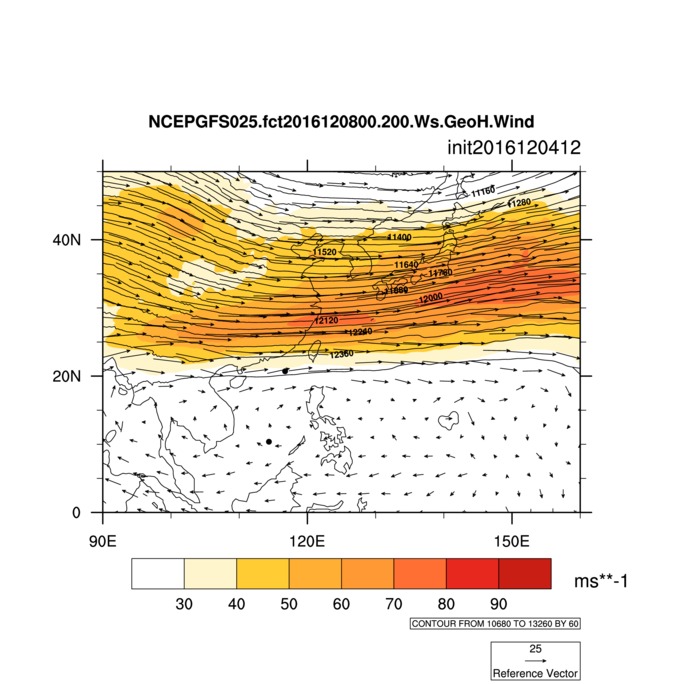 NCEPGFS025.fct2016120800.200.Ws.GeoH.Wind
init2016120412
11160
11280
40N
11400
11520
11640
11760
11880
12000
12120
12240
12360
20N
0
90E 120E 150E
ms**-1
30 40 50 60 70 80 90
CONTOUR FROM 10680 TO 13260 BY 60
25
Reference Vector